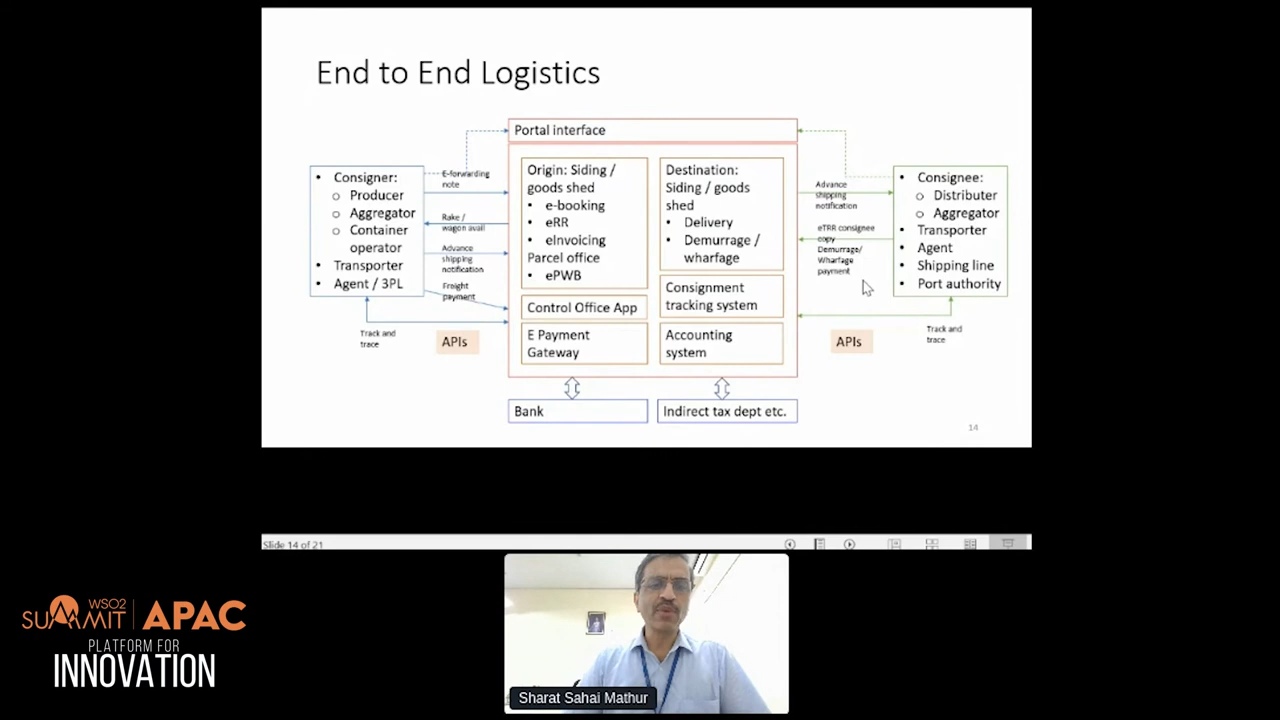 End to End Logistics
Portal interface
• Consigner:
o Producer
o Aggregator
o Container
operator
• Transporter
• Agent / 3PL
E-forwarding
note
Rake /
wagon avail
Advance
shipping
notification
Freight
payment
Track and
trace
APIs
Origin: Siding /
goods shed
• e-booking
• eRR
• eInvoicing
Parcel office
• ePWB
Control Office App
E Payment
Gateway
Destination:
Siding / goods
shed
• Delivery
• Demurrage /
wharfage
Consignment
tracking system
Accounting
system
Bank
Indirect tax dept etc.
Advance
shipping
notification
eTRR consignee
copy
Demurrage/
Wharfage
payment
APIs
• Consignee:
o Distributer
o Aggregator
• Transporter
• Agent
• Shipping line
• Port authority
Track and
trace
14
Slide 14 of 21
WSO2
SUMMIT APAC
PLATFORM FOR
INNOVATION
Sharat Sahai Mathur